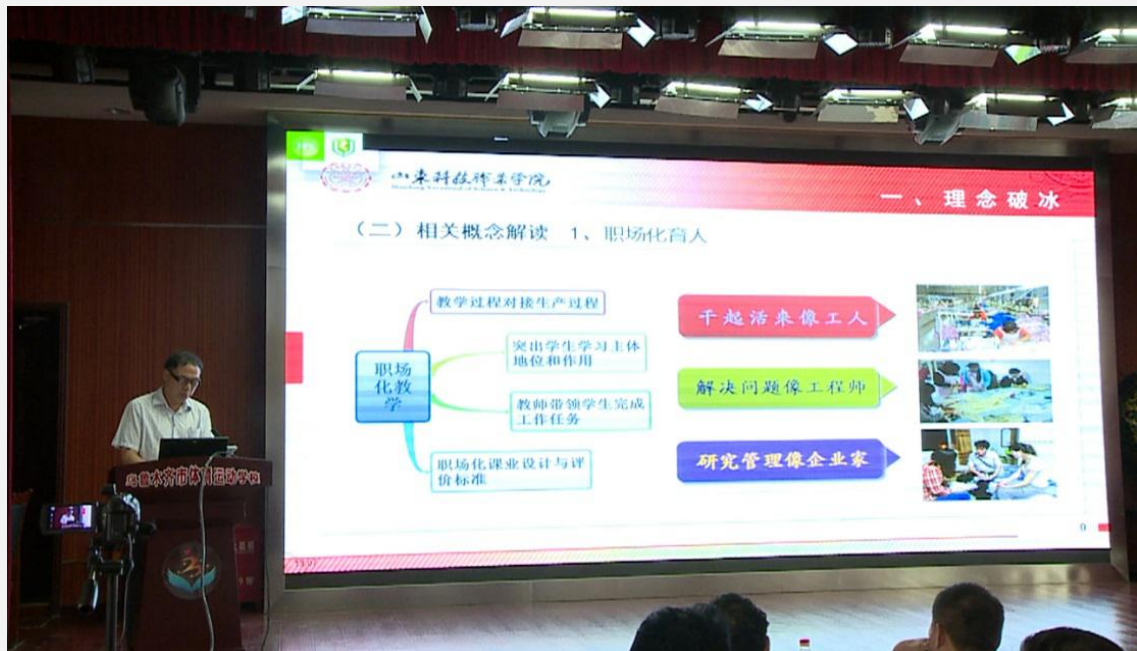 山东科技职业学院
一、理念破冰
（二）相关概念解读 1、职场化育人
职场
化教
学
教学过程对接生产过程
突出学生学习主体
地位和作用
教师带领学生完成
工作任务
职场化课业设计与评
价标准
干起活来像工人
解决问题像工程师
研究管理像企业家
9
乌鲁木齐市体育运动学校